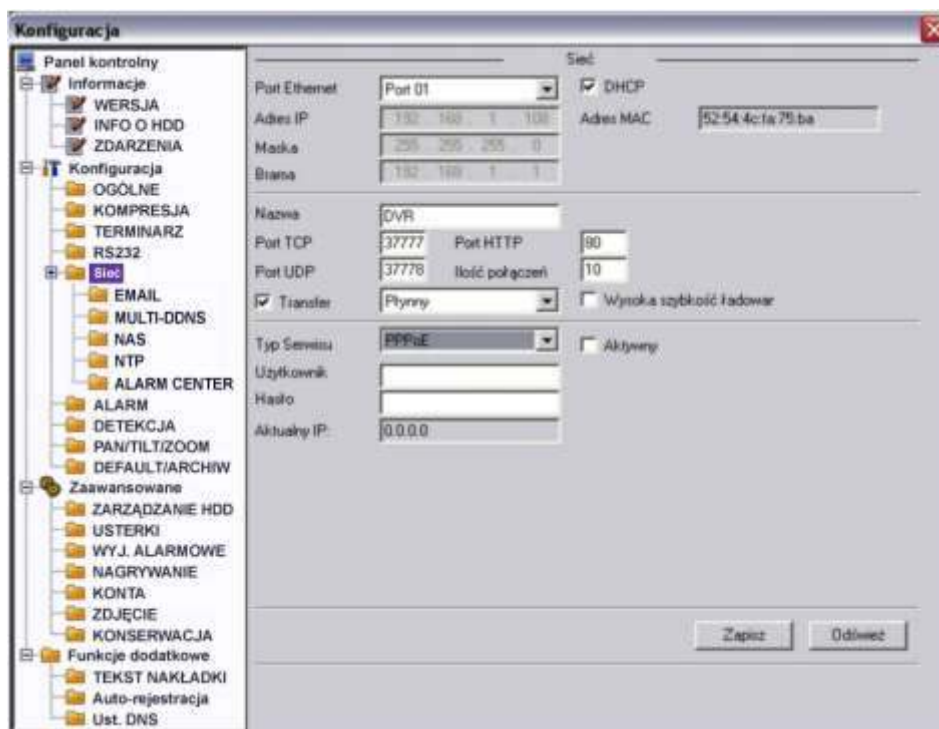 Konfiguracja
Panel kontrolny
Informacje
WERSJA
INFO O HDD
ZDARZENIA
Konfiguracja
OGÓLNE
KOMPRESJA
TERMINARZ
RS232
Sieć
EMAIL
MULTI-DDNS
NAS
NTP
ALARM CENTER
ALARM
DETEKCJA
PAN/TILT/ZOOM
DEFAULT/ARCHIW
Zaawansowane
ZARZĄDZANIE HDD
USTERKI
WYJ. ALARMOWE
NAGRYWANIE
KONTA
ZDJĘCIE
KONSERWACJA
Funkcje dodatkowe
TEKST NAKŁADKI
Auto-rejestracja
Ust. DNS
Sieć
Port Ethernet Port 01 DHCP
Adres IP 192 . 168 . 1 . 108 Adres MAC 52:54:4c:fa:75:ba
Maska 255 . 255 . 255 . 0
Brama 192 . 168 . 1 . 1
Nazwa DVR
Port TCP 37777 Port HTTP 80
Port UDP 37778 Ilość połączeń 10
Transfer Płynny Wysoka szybkość ładowar
Typ Serwisu PPPoE Aktywny
Użytkownik
Hasło
Aktualny IP: 0.0.0.0
Zapisz Odśwież